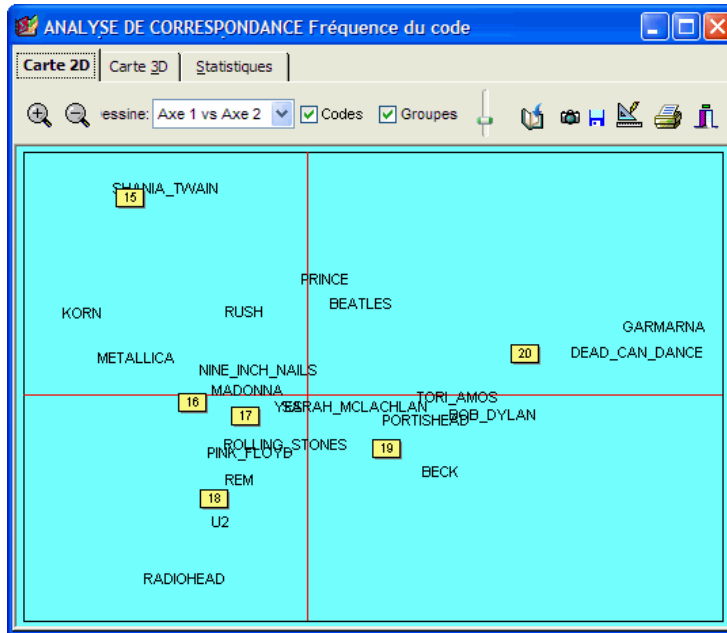 ANALYSE DE CORRESPONDANCE Fréquence du code
Carte 2D Carte 3D Statistiques
essine: Axe 1 vs Axe 2 Codes Groupes
SHANIA_TWAIN
15
PRINCE
BEATLES
KORN
RUSH
GARMARNA
METALLICA
20
DEAD_CAN_DANCE
NINE_INCH_NAILS
MADONNA
16
TORI_AMOS
17
YES
SARAH_MCLACHLAN
BOB_DYLAN
PORTISHEAD
ROLLING_STONES
19
PINK_FLOYD
BECK
REM
18
U2
RADIOHEAD